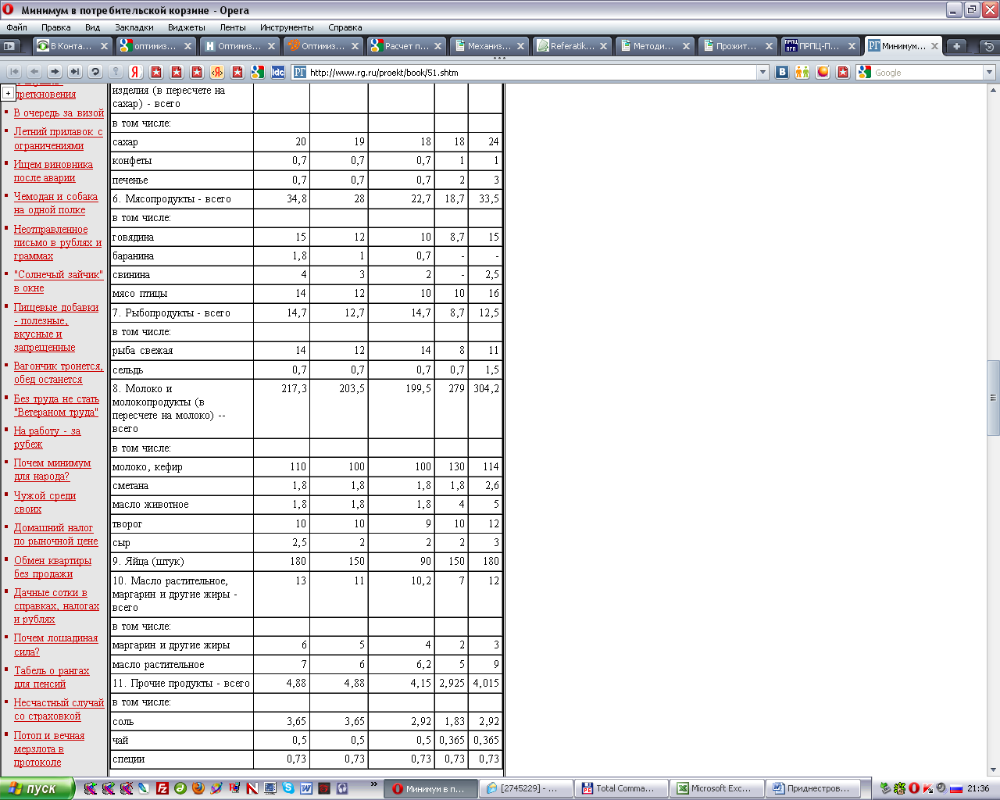 Минимум в потребительской корзине - Opera
Файл Правка Вид Закладки Виджеты Ленты Инструменты Справка
В Конта... оптимиз... Оптимиз... Оптимиз... Расчет п... Механиз... Referatik... Методи... Прожит... ПРПЦ-П... Минимум...
http://www.rg.ru/proekt/book/51.shtm Google
преткновения
В очередь за визой
Летний прилавок с
ограничениями
Ищем виновника
после аварии
Чемодан и собака
на одной полке
Неотправленное
письмо в рублях и
граммах
"Солнечый зайчик"
в окне
Пищевые добавки
- полезные,
вкусные и
запрещенные
Вагончик тронется,
обед останется
Без труда не стать
"Ветераном труда"
На работу - за
рубеж
Почем минимум
для народа?
Чужой среди
своих
Домашний налог
по рыночной цене
Обмен квартиры
без продажи
Дачные сотки в
справках, налогах
и рублях
Почем лошадиная
сила?
Табель о рангах
для пенсий
Несчастный случай
со страховкой
Потоп и вечная
мерзлота в
протоколе
изделия (в пересчете на
сахар) - всего
в том числе:
сахар 20 19 18 18 24
конфеты 0,7 0,7 0,7 1 1
печенье 0,7 0,7 0,7 2 3
6. Мясопродукты - всего 34,8 28 22,7 18,7 33,5
в том числе:
говядина 15 12 10 8,7 15
баранина 1,8 1 0,7 - -
свинина 4 3 2 - 2,5
мясо птицы 14 12 10 10 16
7. Рыбопродукты - всего 14,7 12,7 14,7 8,7 12,5
в том числе:
рыба свежая 14 12 14 8 11
сельдь 0,7 0,7 0,7 0,7 1,5
8. Молоко и 217,3 203,5 199,5 279 304,2
молокопродукты (в
пересчете на молоко) --
всего
в том числе:
молоко, кефир 110 100 100 130 114
сметана 1,8 1,8 1,8 1,8 2,6
масло животное 1,8 1,8 1,8 4 5
творог 10 10 9 10 12
сыр 2,5 2 2 2 3
9. Яйца (штук) 180 150 90 150 180
10. Масло растительное, 13 11 10,2 7 12
маргарин и другие жиры -
всего
в том числе:
маргарин и другие жиры 6 5 4 2 3
масло растительное 7 6 6,2 5 9
11. Прочие продукты - всего 4,88 4,88 4,15 2,925 4,015
в том числе:
соль 3,65 3,65 2,92 1,83 2,92
чай 0,5 0,5 0,5 0,365 0,365
специи 0,73 0,73 0,73 0,73 0,73
пуск Минимум в п... [2745229] - ... Total Comma... Microsoft Exc... Приднестров... 21:36